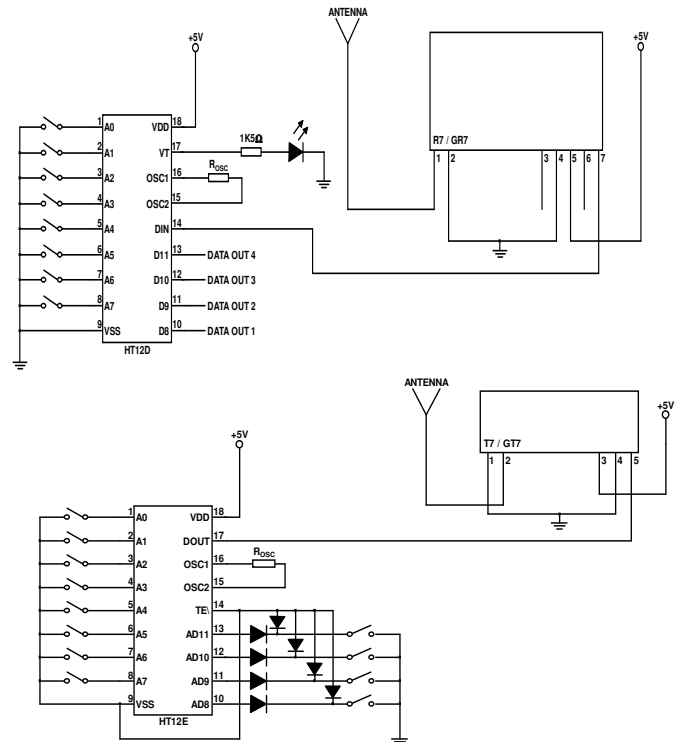 ANTENNA
+5V
+5V
1 A0 VDD 18
2 A1 VT 17 1K5Ω
3 A2 OSC1 16 ROSC
4 A3 OSC2 15
5 A4 DIN 14
6 A5 D11 13 DATA OUT 4
7 A6 D10 12 DATA OUT 3
8 A7 D9 11 DATA OUT 2
9 VSS D8 10 DATA OUT 1
HT12D
R7 / GR7
1 2 3 4 5 6 7
ANTENNA
+5V
T7 / GT7
1 2 3 4 5
+5V
1 A0 VDD 18
2 A1 DOUT 17
3 A2 OSC1 16 ROSC
4 A3 OSC2 15
5 A4 TE\ 14
6 A5 AD11 13
7 A6 AD10 12
8 A7 AD9 11
9 VSS AD8 10
HT12E